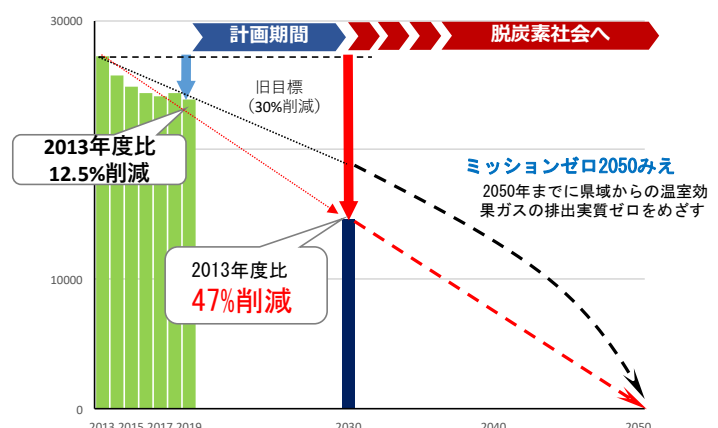 30000
計画期間
脱炭素社会へ
旧目標
（30%削減）
2013年度比
12.5%削減
ミッションゼロ2050みえ
2050年までに県域からの温室効
果ガスの排出実質ゼロをめざす
2013年度比
47%削減
10000
0
2013 2015 2017 2019
2030
2040
2050